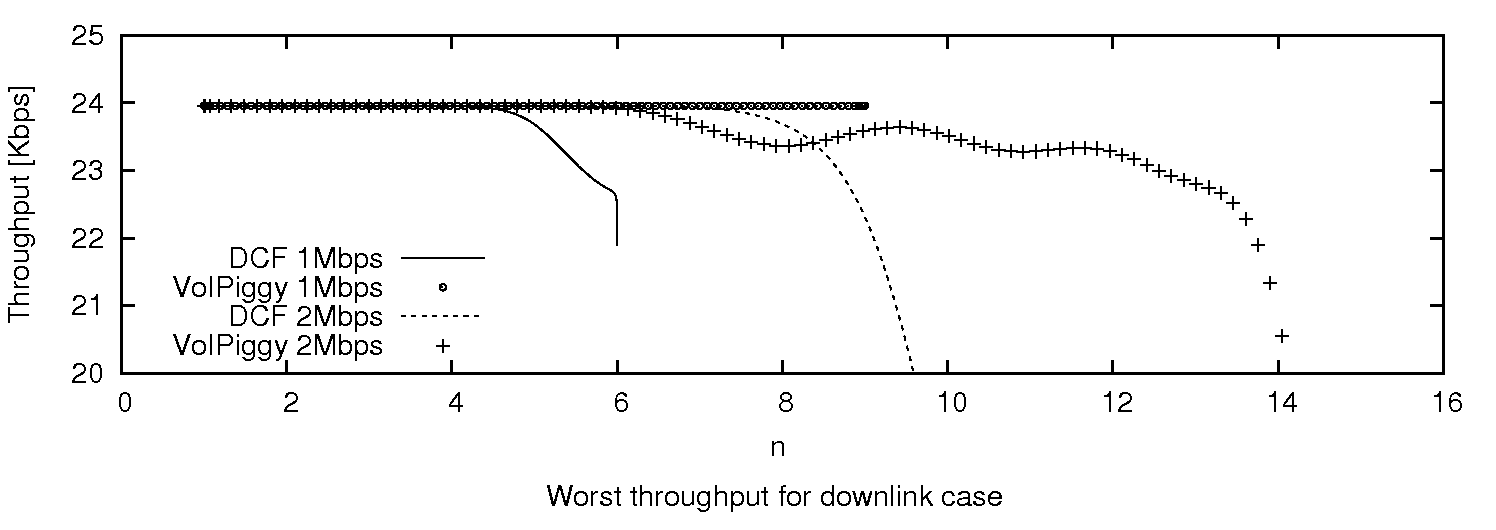 25
24
23
22
21
20
Throughput [Kbps]
DCF 1Mbps
VoIPiggy 1Mbps
DCF 2Mbps
VoIPiggy 2Mbps
0 2 4 6 8 10 12 14 16
n
Worst throughput for downlink case